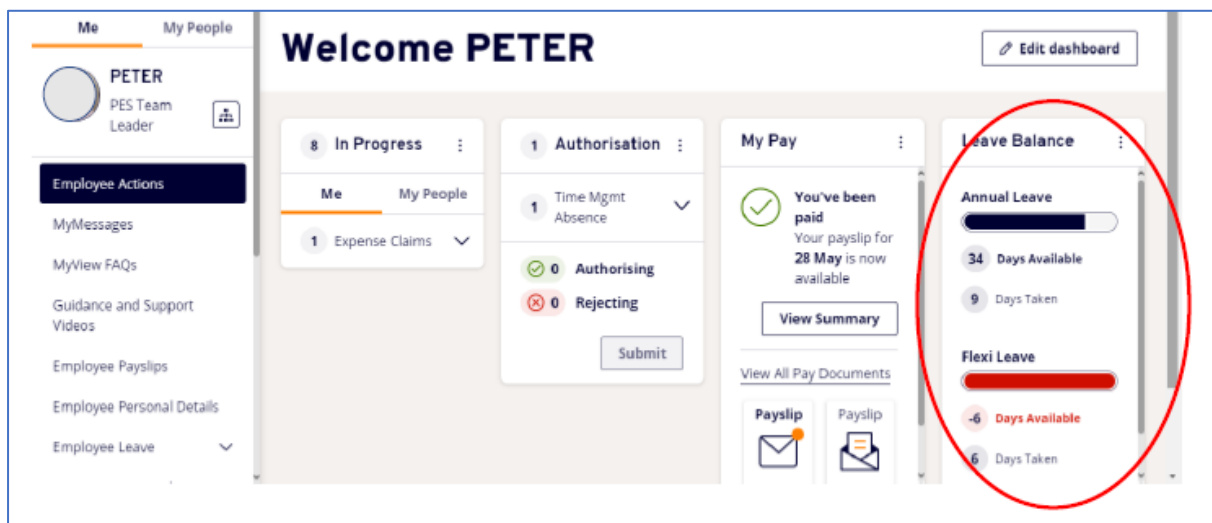 Me
My People
PETER
PES Team
Leader
Employee Actions
MyMessages
MyView FAQs
Guidance and Support
Videos
Employee Payslips
Employee Personal Details
Employee Leave
Welcome PETER
Edit dashboard
8 In Progress
Me
My People
1 Expense Claims
1 Authorisation
1 Time Mgmt
Absence
0 Authorising
0 Rejecting
Submit
My Pay
You've been
paid
Your payslip for
28 May is now
available
View Summary
View All Pay Documents
Payslip
Payslip
Leave Balance
Annual Leave
34 Days Available
9 Days Taken
Flexi Leave
-6 Days Available
6 Days Taken